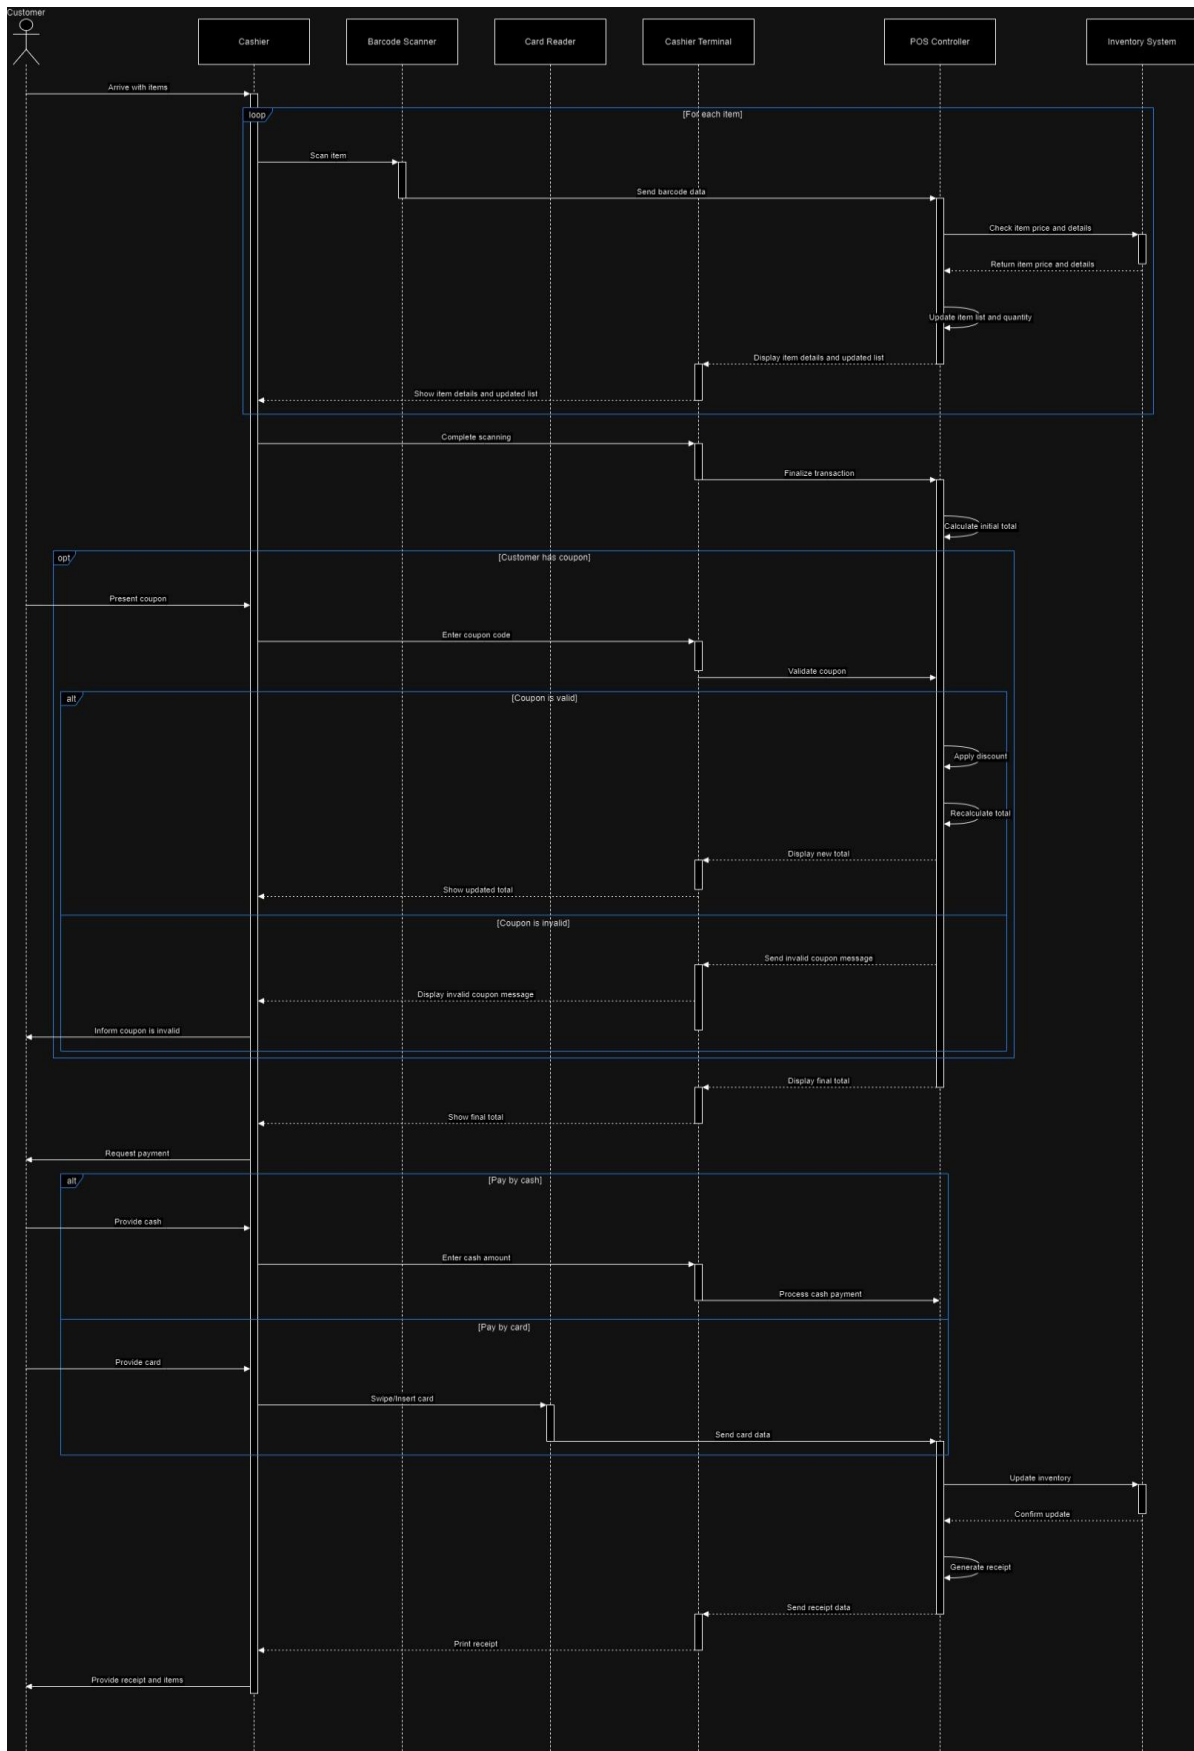 Customer
Cashier
Barcode Scanner
Card Reader
Cashier Terminal
POS Controller
Inventory System
Arrive with items
loop
[For each item]
Scan item
Send barcode data
Check item price and details
Return item price and details
Update item list and quantity
Display item details and updated list
Show item details and updated list
Complete scanning
Finalize transaction
Calculate initial total
opt
[Customer has coupon]
Present coupon
Enter coupon code
Validate coupon
alt
[Coupon is valid]
Apply discount
Recalculate total
Display new total
Show updated total
[Coupon is invalid]
Send invalid coupon message
Display invalid coupon message
Inform coupon is invalid
Display final total
Show final total
Request payment
alt
[Pay by cash]
Provide cash
Enter cash amount
Process cash payment
[Pay by card]
Provide card
Swipe/Insert card
Send card data
Update inventory
Confirm update
Generate receipt
Send receipt data
Print receipt
Provide receipt and items